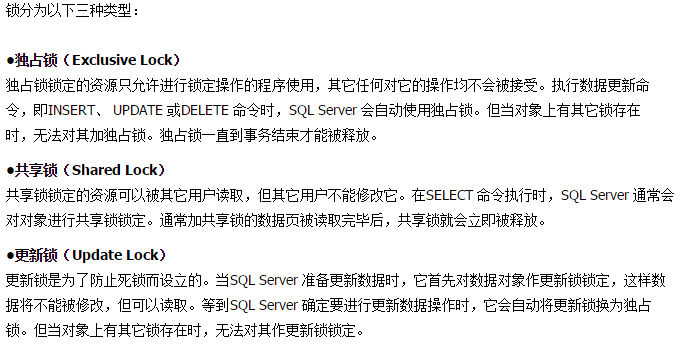 锁分为以下三种类型：
●独占锁（Exclusive Lock）
独占锁锁定的资源只允许进行锁定操作的程序使用，其它任何对它的操作均不会被接受。执行数据更新命
令，即INSERT、 UPDATE 或DELETE 命令时，SQL Server 会自动使用独占锁。但当对象上有其它锁存在
时，无法对其加独占锁。独占锁一直到事务结束才能被释放。
●共享锁（Shared Lock）
共享锁锁定的资源可以被其它用户读取，但其它用户不能修改它。在SELECT 命令执行时，SQL Server 通常会
对对象进行共享锁锁定。通常加共享锁的数据页被读取完毕后，共享锁就会立即被释放。
●更新锁（Update Lock）
更新锁是为了防止死锁而设立的。当SQL Server 准备更新数据时，它首先对数据对象作更新锁锁定，这样数
据将不能被修改，但可以读取。等到SQL Server 确定要进行更新数据操作时，它会自动将更新锁换为独占
锁。但当对象上有其它锁存在时，无法对其作更新锁锁定。